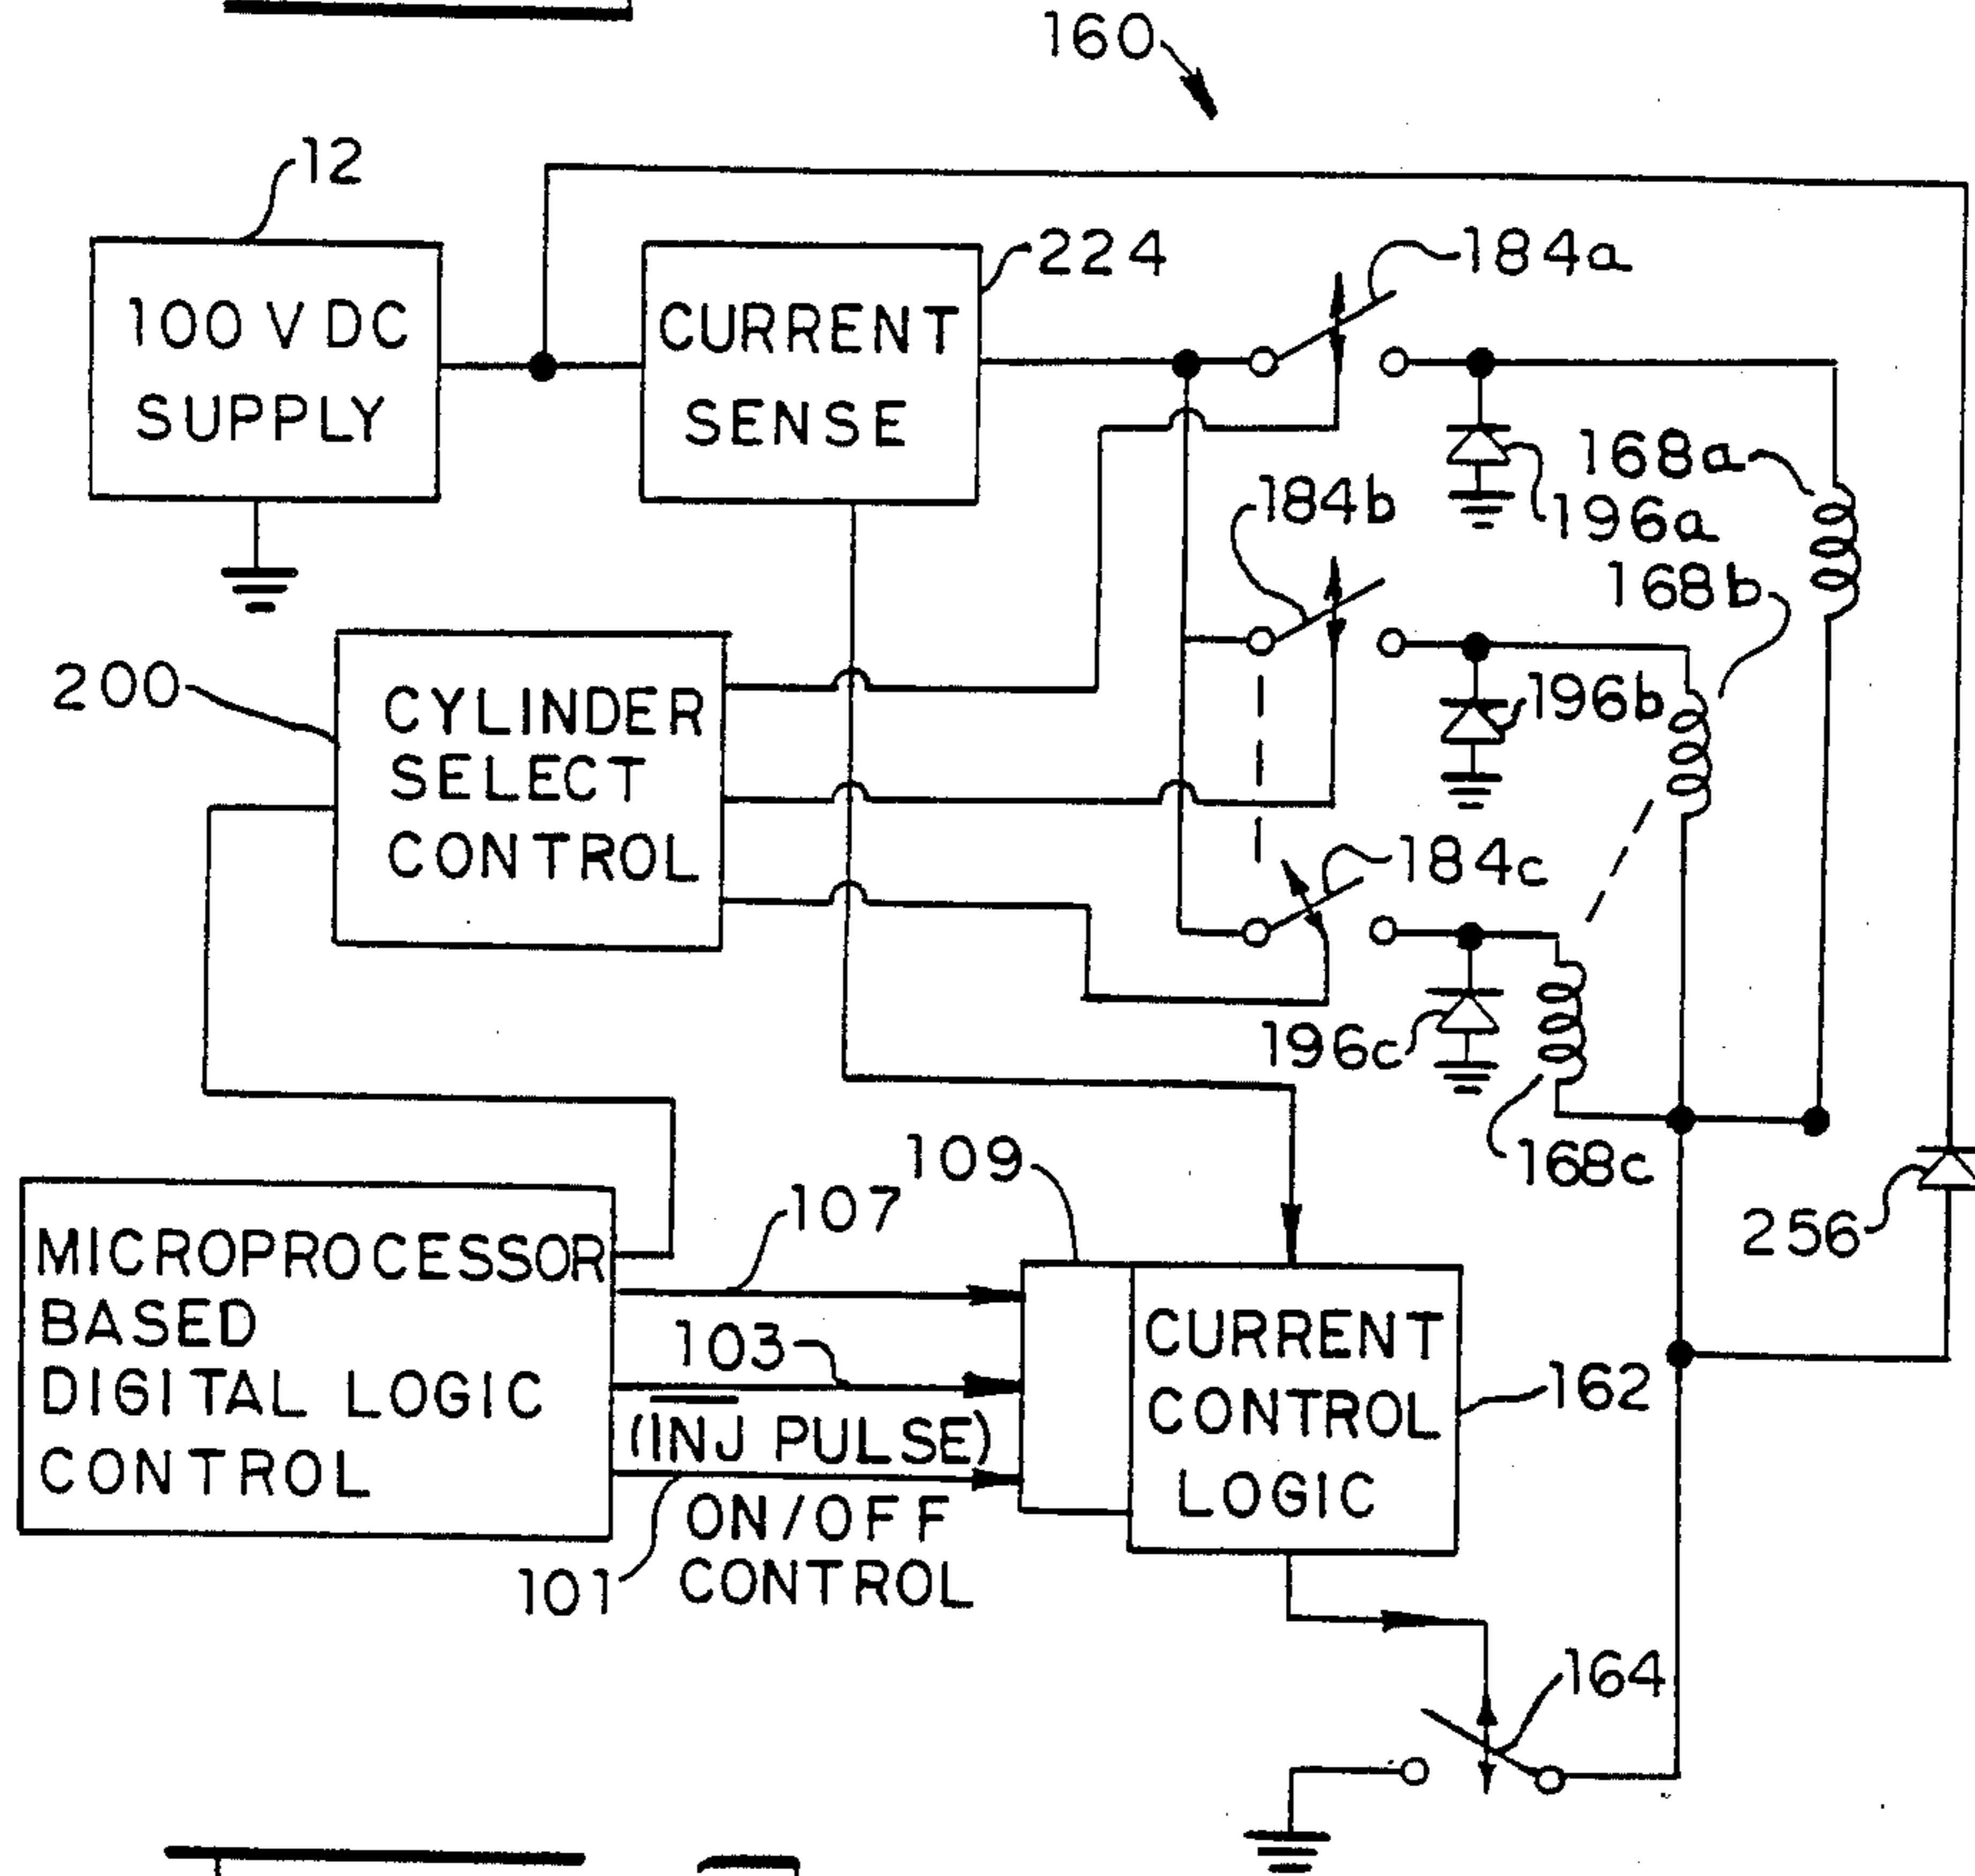 160
12
100 V DC
SUPPLY
224
CURRENT
SENSE
184a
168a
196a
184b
168b
200
CYLINDER
SELECT
CONTROL
196b
184c
196c
168c
109
107
256
MICROPROCESSOR
BASED
DIGITAL LOGIC
CONTROL
103
(INJ PULSE)
101
ON/OFF
CONTROL
CURRENT
CONTROL
LOGIC
162
164